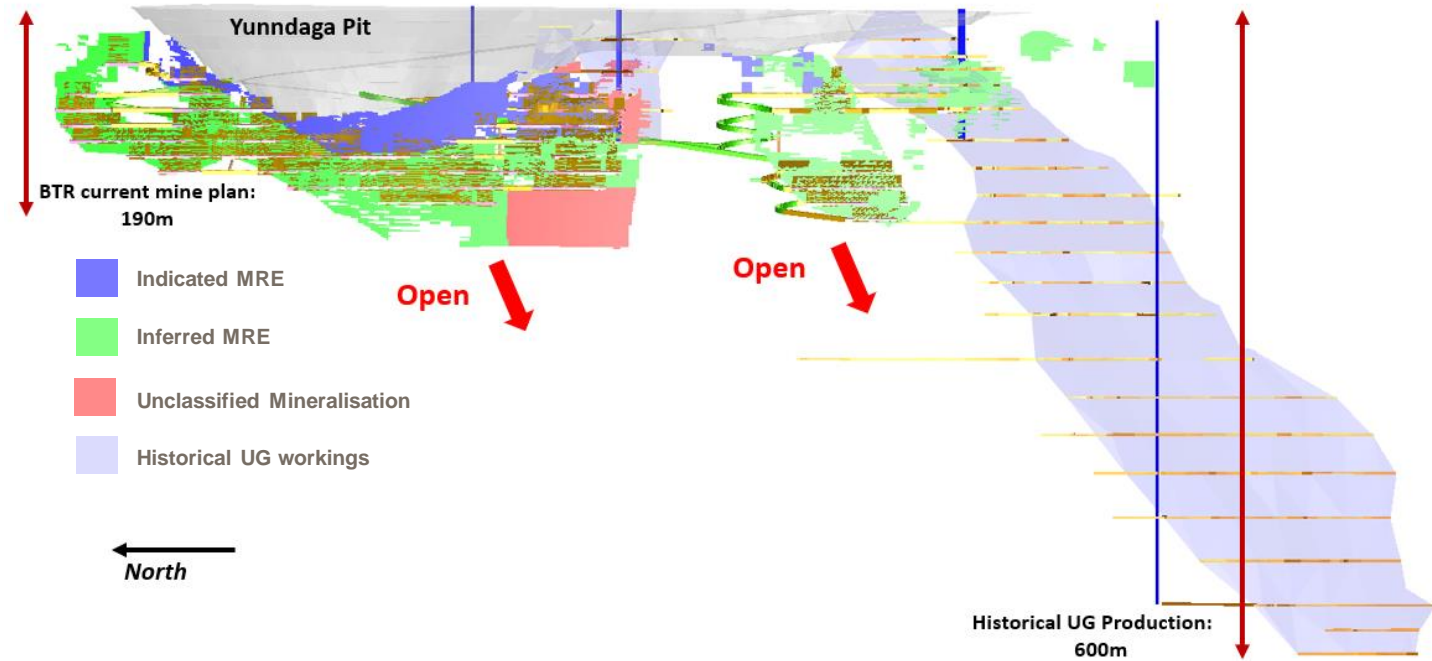 Yunndaga Pit
BTR current mine plan:
190m
Open
Open
Indicated MRE
Inferred MRE
Unclassified Mineralisation
Historical UG workings
North
Historical UG Production:
600m